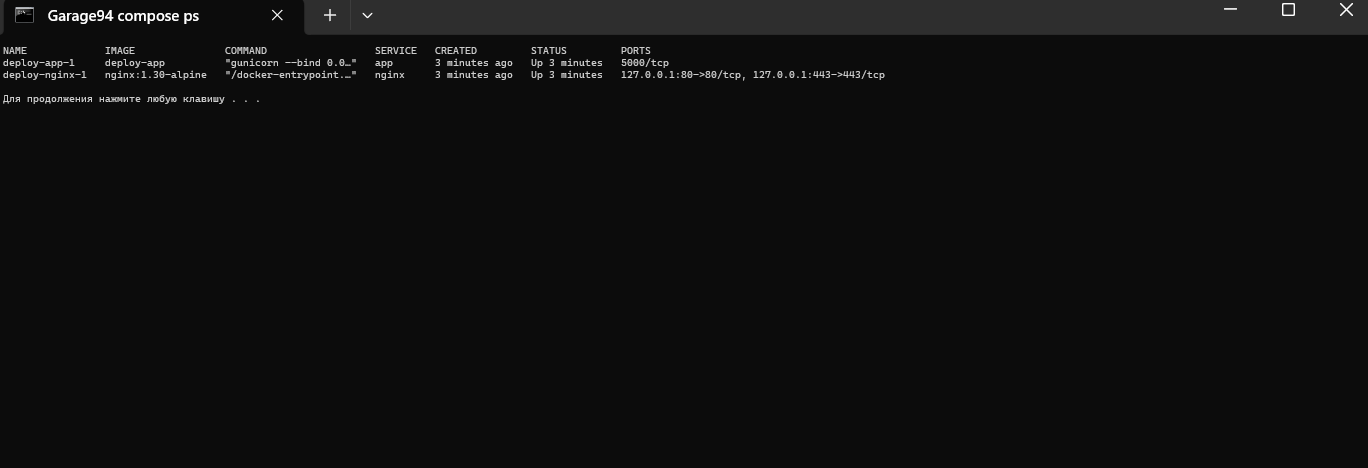 Garage94 compose ps
NAME IMAGE COMMAND SERVICE CREATED STATUS PORTS
deploy-app-1 deploy-app "gunicorn --bind 0.0…" app 3 minutes ago Up 3 minutes 5000/tcp
deploy-nginx-1 nginx:1.30-alpine "/docker-entrypoint.…" nginx 3 minutes ago Up 3 minutes 127.0.0.1:80->80/tcp, 127.0.0.1:443->443/tcp
Для продолжения нажмите любую клавишу . . .